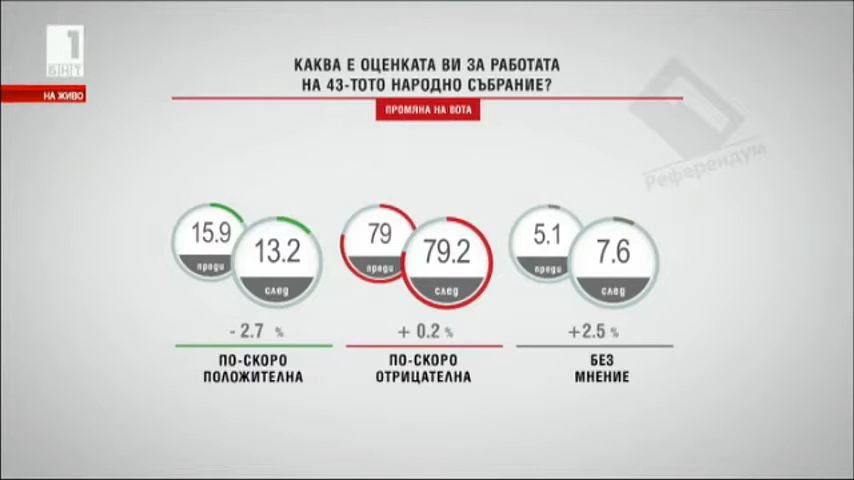 1
БНТ
НА ЖИВО
КАКВА Е ОЦЕНКАТА ВИ ЗА РАБОТАТА
НА 43-ТОТО НАРОДНО СЪБРАНИЕ?
ПРОМЯНА НА ВОТА
Референдум
15.9
преди
13.2
след
79
преди
79.2
след
5.1
преди
7.6
след
- 2.7 %
+ 0.2 %
+2.5 %
ПО-СКОРО
ПОЛОЖИТЕЛНА
ПО-СКОРО
ОТРИЦАТЕЛНА
БЕЗ
МНЕНИЕ